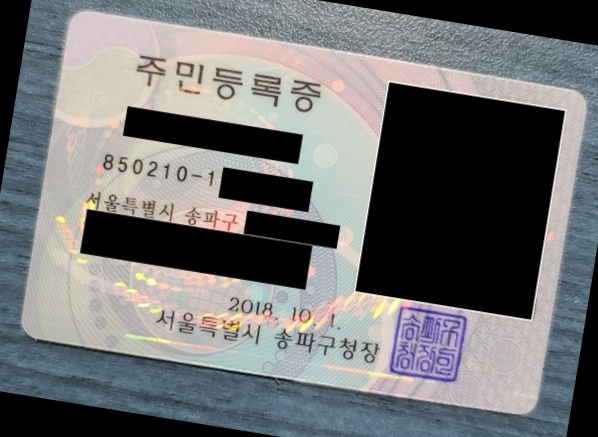 주민등록증
850210-1
서울특별시 송파구
2018. 10. 1.
서울특별시 송파구청장